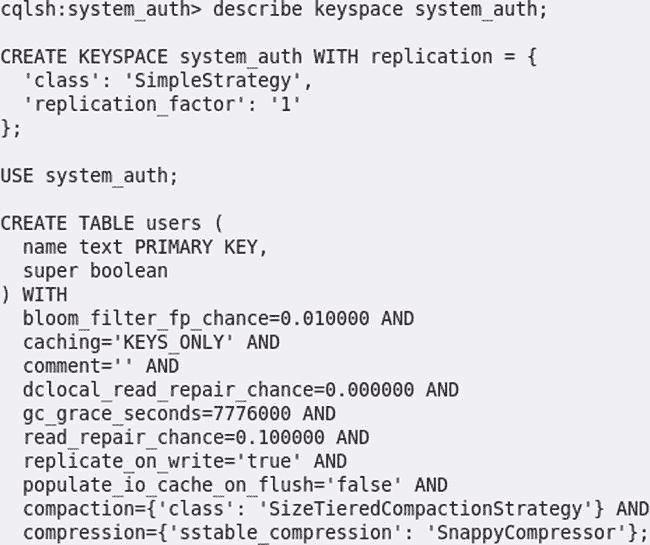 cqlsh:system_auth> describe keyspace system_auth;
CREATE KEYSPACE system_auth WITH replication = {
  'class': 'SimpleStrategy',
  'replication_factor': '1'
};
USE system_auth;
CREATE TABLE users (
  name text PRIMARY KEY,
  super boolean
) WITH
  bloom_filter_fp_chance=0.010000 AND
  caching='KEYS_ONLY' AND
  comment='' AND
  dclocal_read_repair_chance=0.000000 AND
  gc_grace_seconds=7776000 AND
  read_repair_chance=0.100000 AND
  replicate_on_write='true' AND
  populate_io_cache_on_flush='false' AND
  compaction={'class': 'SizeTieredCompactionStrategy'} AND
  compression={'sstable_compression': 'SnappyCompressor'};